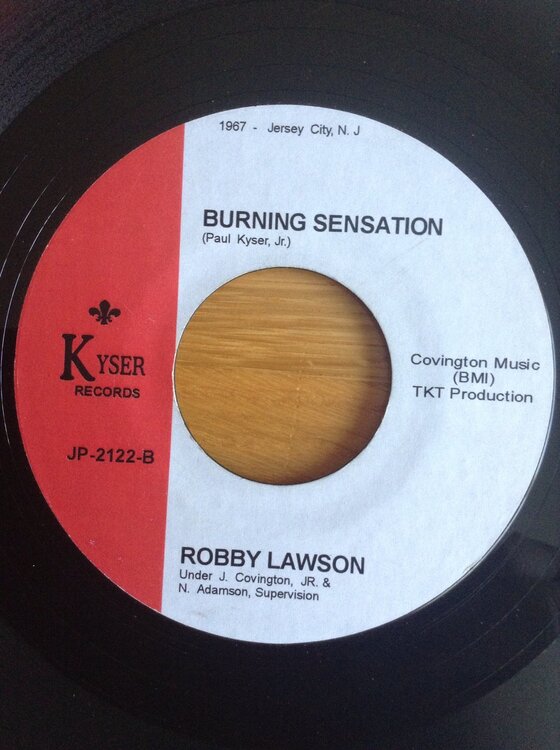 1967 - Jersey City, N. J
BURNING SENSATION
(Paul Kyser, Jr.)
KYSER
RECORDS
JP-2122-B
Covington Music
(BMI)
TKT Production
ROBBY LAWSON
Under J. Covington, JR. &
N. Adamson, Supervision